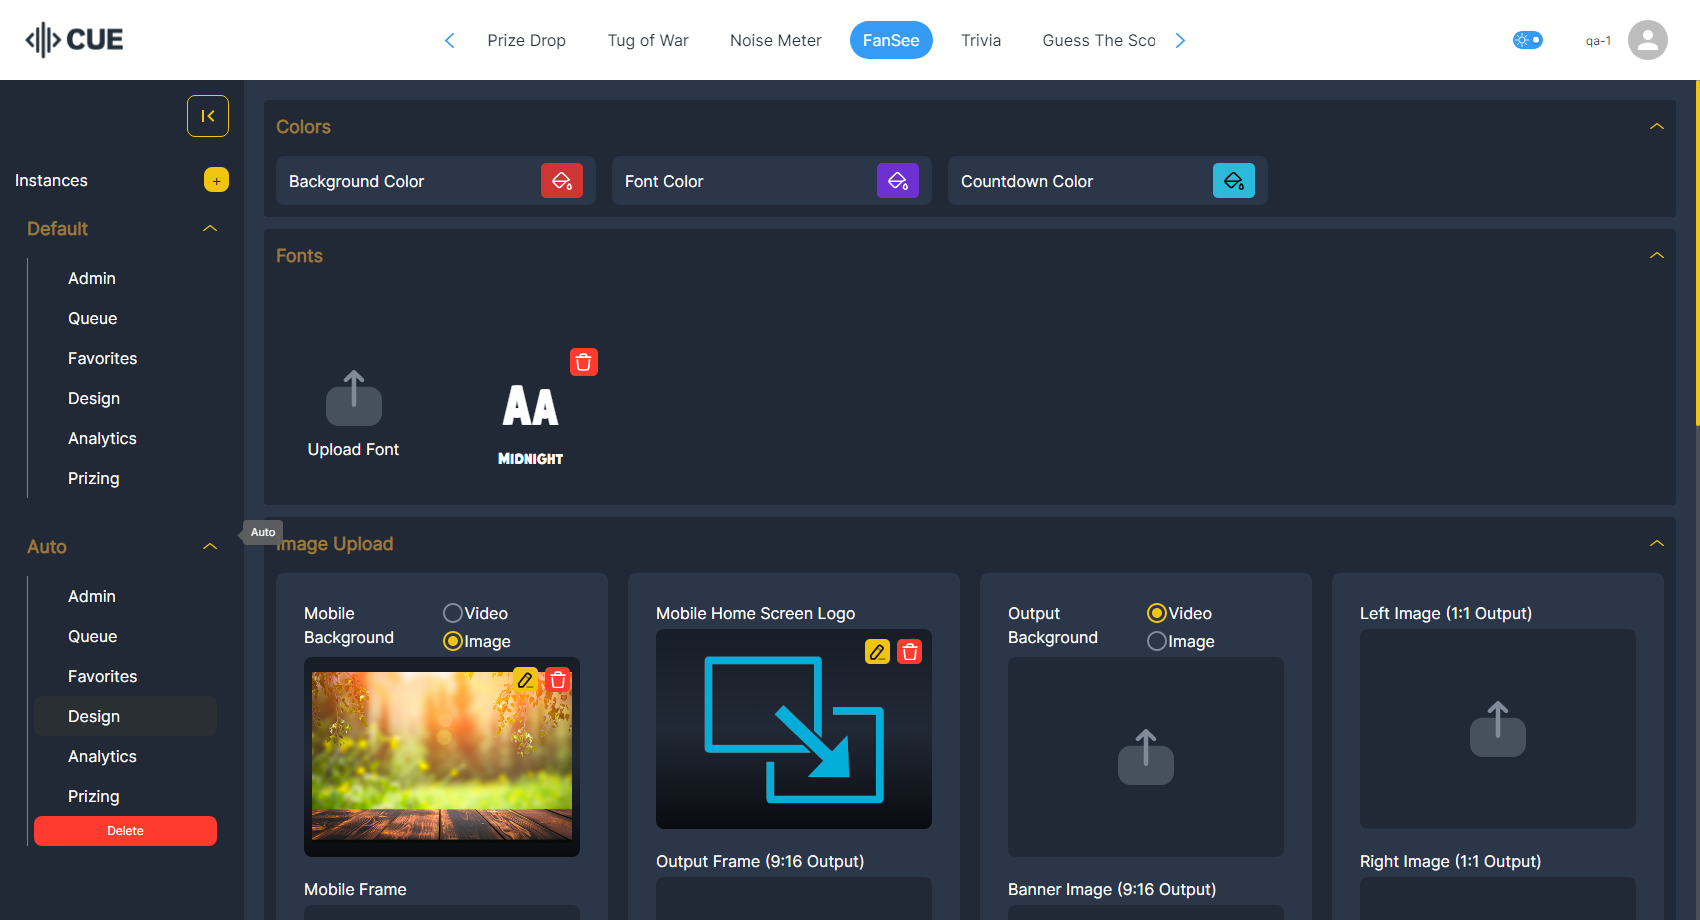 CUE
Prize Drop
Tug of War
Noise Meter
FanSee
Trivia
Guess The Sco
qa-1
Instances
+
Default
Admin
Queue
Favorites
Design
Analytics
Prizing
Auto
Admin
Queue
Favorites
Design
Analytics
Prizing
Delete
Auto
Colors
Background Color
Font Color
Countdown Color
Fonts
Upload Font
AA
MIDNIGHT
Image Upload
Mobile
Background
Video
Image
Mobile Frame
Mobile Home Screen Logo
Output Frame (9:16 Output)
Output
Background
Video
Image
Banner Image (9:16 Output)
Left Image (1:1 Output)
Right Image (1:1 Output)